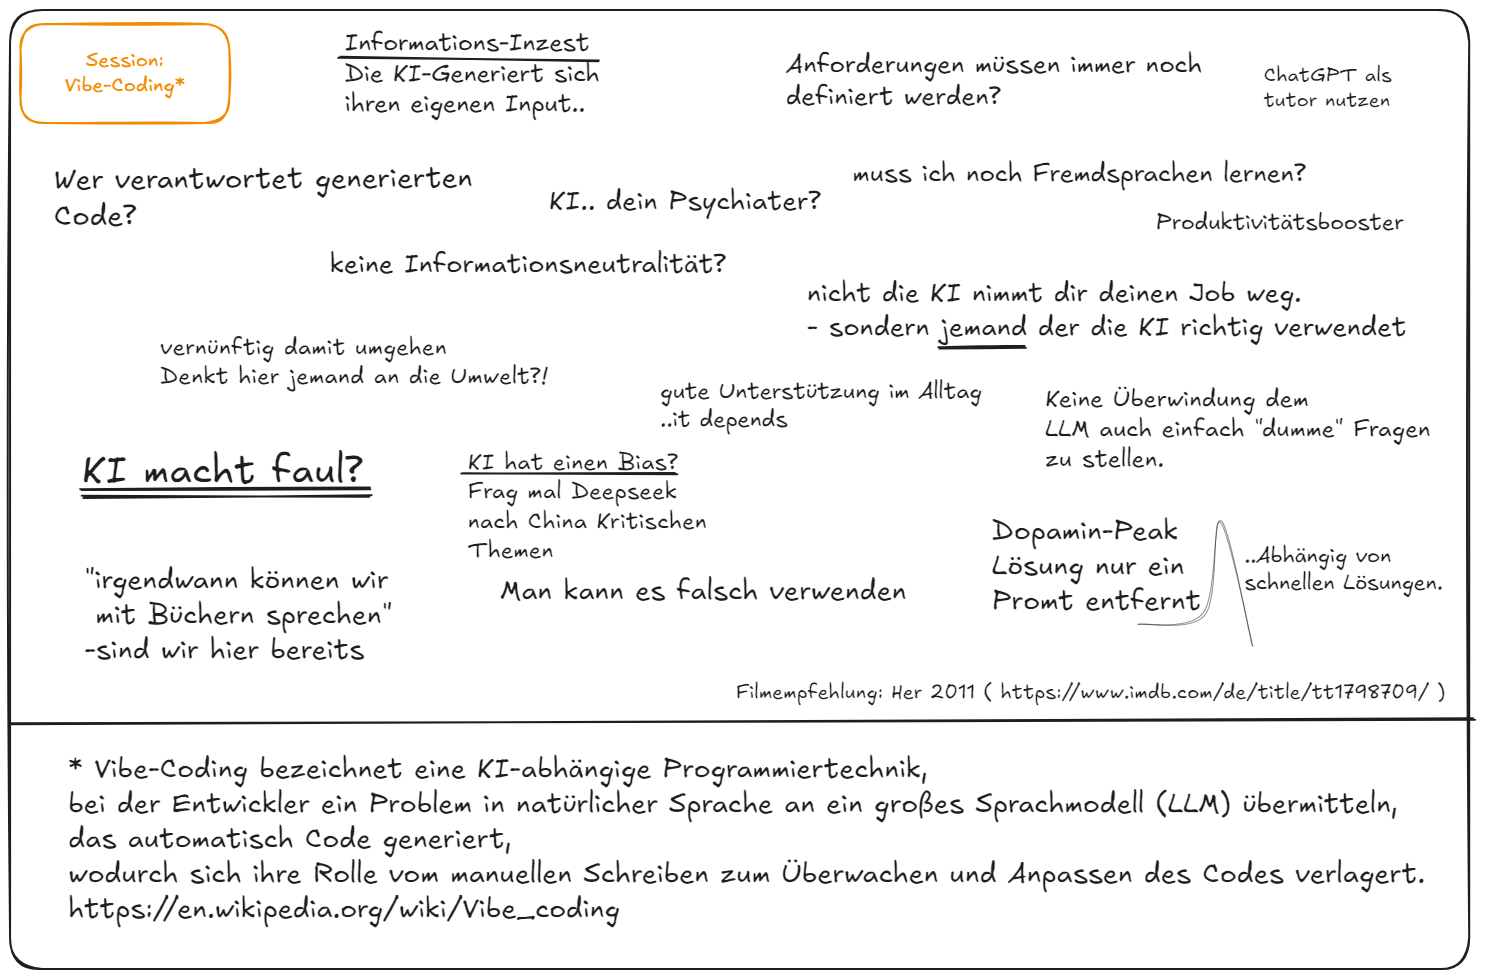 Session:
Vibe-Coding*
Informations-Inzest
Die KI-Generiert sich
ihren eigenen Input..
Anforderungen müssen immer noch
definiert werden?
ChatGPT als
tutor nutzen
Wer verantwortet generierten
Code?
KI.. dein Psychiater?
muss ich noch Fremdsprachen lernen?
Produktivitätsbooster
keine Informationsneutralität?
nicht die KI nimmt dir deinen Job weg.
- sondern jemand der die KI richtig verwendet
vernünftig damit umgehen
Denkt hier jemand an die Umwelt?!
gute Unterstützung im Alltag
..it depends
Keine Überwindung dem
LLM auch einfach "dumme" Fragen
zu stellen.
KI macht faul?
KI hat einen Bias?
Frag mal Deepseek
nach China Kritischen
Themen
Dopamin-Peak
Lösung nur ein
Promt entfernt
..Abhängig von
schnellen Lösungen.
"irgendwann können wir
mit Büchern sprechen"
-sind wir hier bereits
Man kann es falsch verwenden
Filmempfehlung: Her 2011 ( https://www.imdb.com/de/title/tt1798709/ )
* Vibe-Coding bezeichnet eine KI-abhängige Programmiertechnik,
bei der Entwickler ein Problem in natürlicher Sprache an ein großes Sprachmodell (LLM) übermitteln,
das automatisch Code generiert,
wodurch sich ihre Rolle vom manuellen Schreiben zum Überwachen und Anpassen des Codes verlagert.
https://en.wikipedia.org/wiki/Vibe_coding